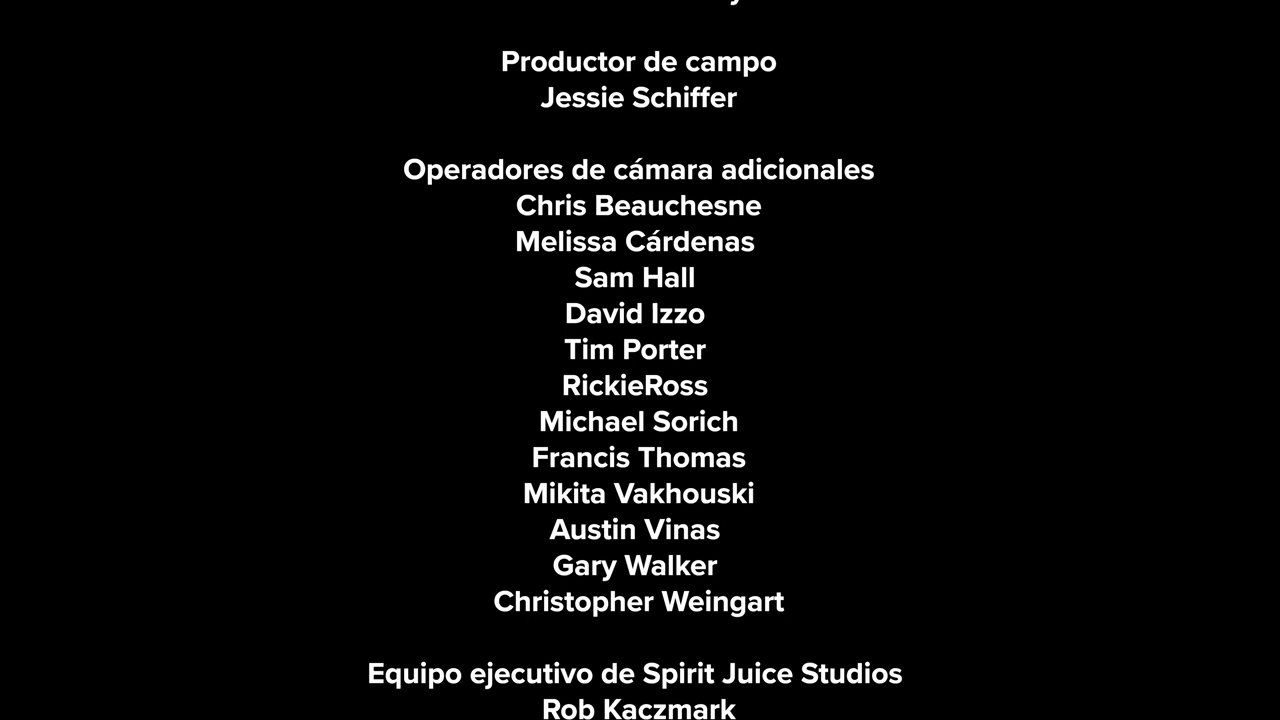 Productor de campo
Jessie Schiffer
Operadores de cámara adicionales
Chris Beauchesne
Melissa Cárdenas
Sam Hall
David Izzo
Tim Porter
RickieRoss
Michael Sorich
Francis Thomas
Mikita Vakhouski
Austin Vinas
Gary Walker
Christopher Weingart
Equipo ejecutivo de Spirit Juice Studios
Rob Kaczmark